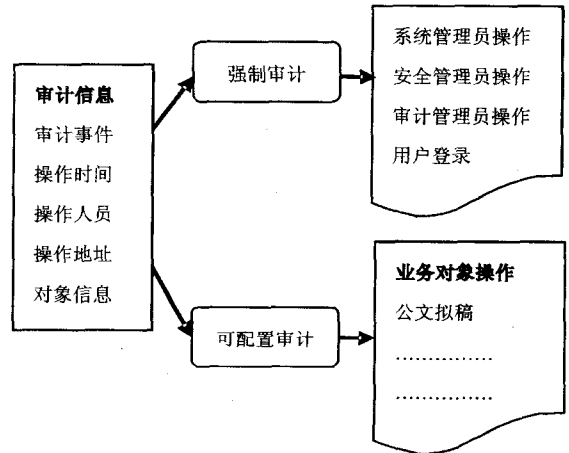 审计信息
审计事件
操作时间
操作人员
操作地址
对象信息
强制审计
系统管理员操作
安全管理员操作
审计管理员操作
用户登录
可配置审计
业务对象操作
公文拟稿
...............
...............